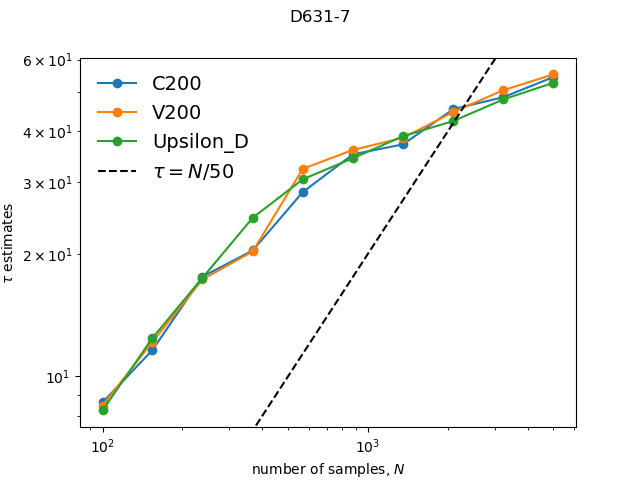 D631-7
6 × 10¹
4 × 10¹
3 × 10¹
2 × 10¹
10¹
τ estimates
C200
V200
Upsilon_D
τ = N/50
10²
10³
number of samples, N